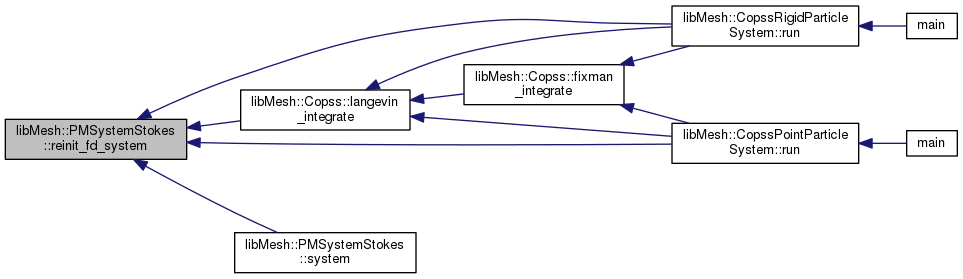 libMesh::PMSystemStokes
::reinit_fd_system
libMesh::Copss::langevin
_integrate
libMesh::Copss::fixman
_integrate
libMesh::CopssRigidParticle
System::run
main
libMesh::CopssPointParticle
System::run
main
libMesh::PMSystemStokes
::system